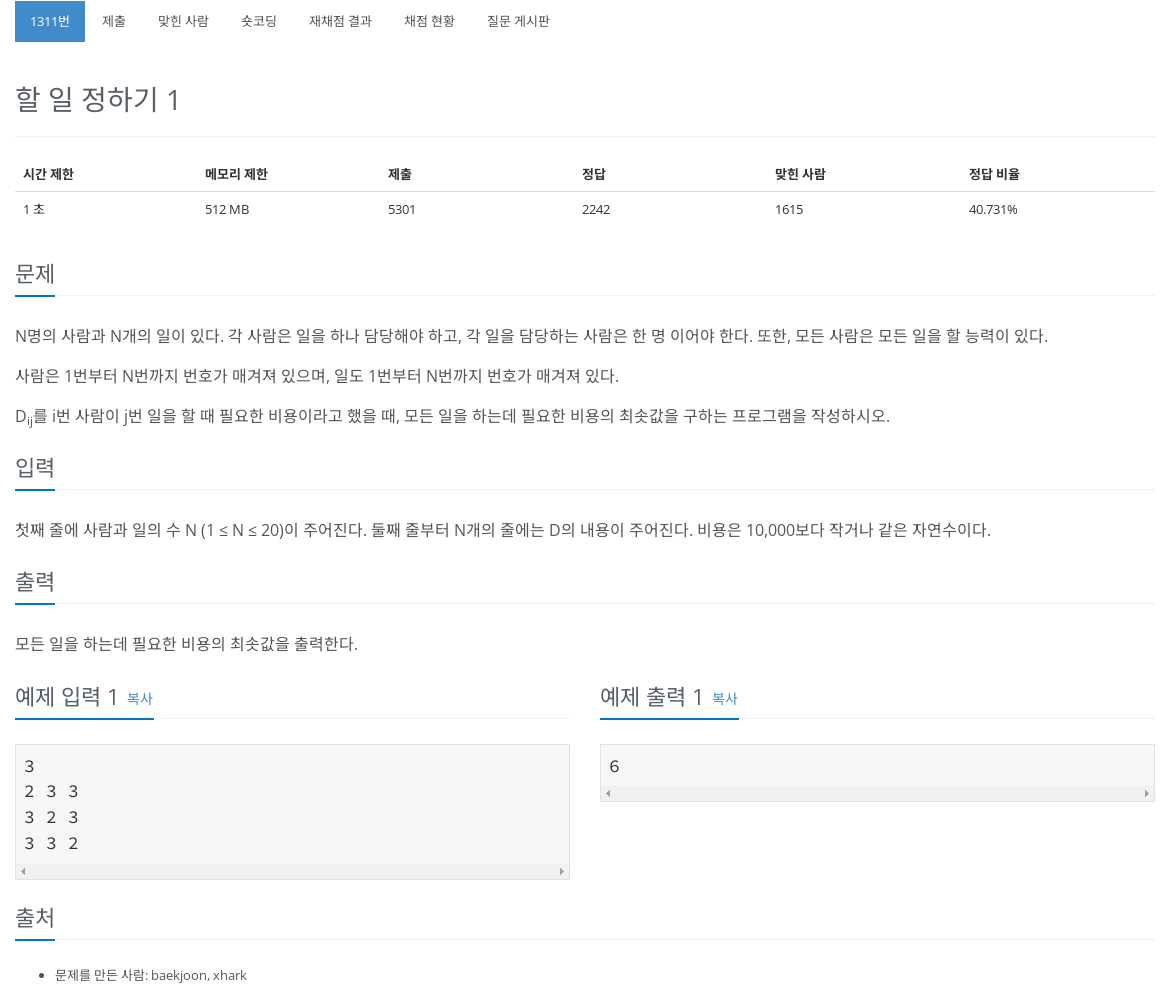 1311번 제출 맞힌 사람 숏코딩 재채점 결과 채점 현황 질문 게시판
할 일 정하기 1
시간 제한 메모리 제한 제출 정답 맞힌 사람 정답 비율
1 초 512 MB 5301 2242 1615 40.731%
문제
N명의 사람과 N개의 일이 있다. 각 사람은 일을 하나 담당해야 하고, 각 일을 담당하는 사람은 한 명 이어야 한다. 또한, 모든 사람은 모든 일을 할 능력이 있다.
사람은 1번부터 N번까지 번호가 매겨져 있으며, 일도 1번부터 N번까지 번호가 매겨져 있다.
Dij를 i번 사람이 j번 일을 할 때 필요한 비용이라고 했을 때, 모든 일을 하는데 필요한 비용의 최솟값을 구하는 프로그램을 작성하시오.
입력
첫째 줄에 사람과 일의 수 N (1 ≤ N ≤ 20)이 주어진다. 둘째 줄부터 N개의 줄에는 D의 내용이 주어진다. 비용은 10,000보다 작거나 같은 자연수이다.
출력
모든 일을 하는데 필요한 비용의 최솟값을 출력한다.
예제 입력 1 복사
3
2 3 3
3 2 3
3 3 2
예제 출력 1 복사
6
출처
문제를 만든 사람: baekjoon, xhark